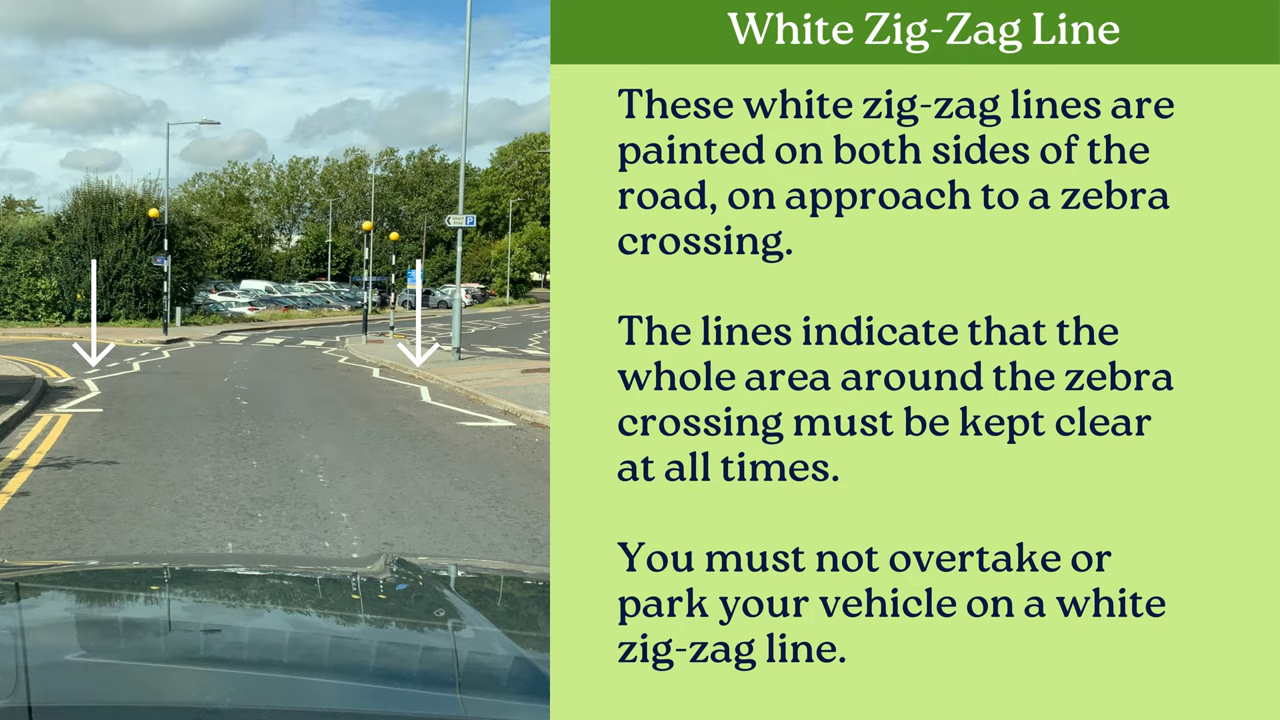 White Zig-Zag Line
These white zig-zag lines are
painted on both sides of the
road, on approach to a zebra
crossing.
The lines indicate that the
whole area around the zebra
crossing must be kept clear
at all times.
You must not overtake or
park your vehicle on a white
zig-zag line.
P